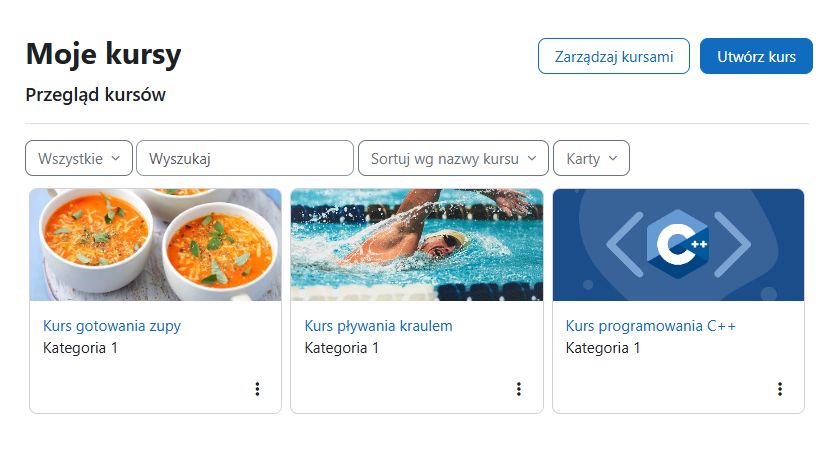 Moje kursy
Zarządzaj kursami
Utwórz kurs
Przegląd kursów
Wszystkie
Wyszukaj
Sortuj wg nazwy kursu
Karty
C++
Kurs gotowania zupy
Kategoria 1
Kurs pływania kraulem
Kategoria 1
Kurs programowania C++
Kategoria 1